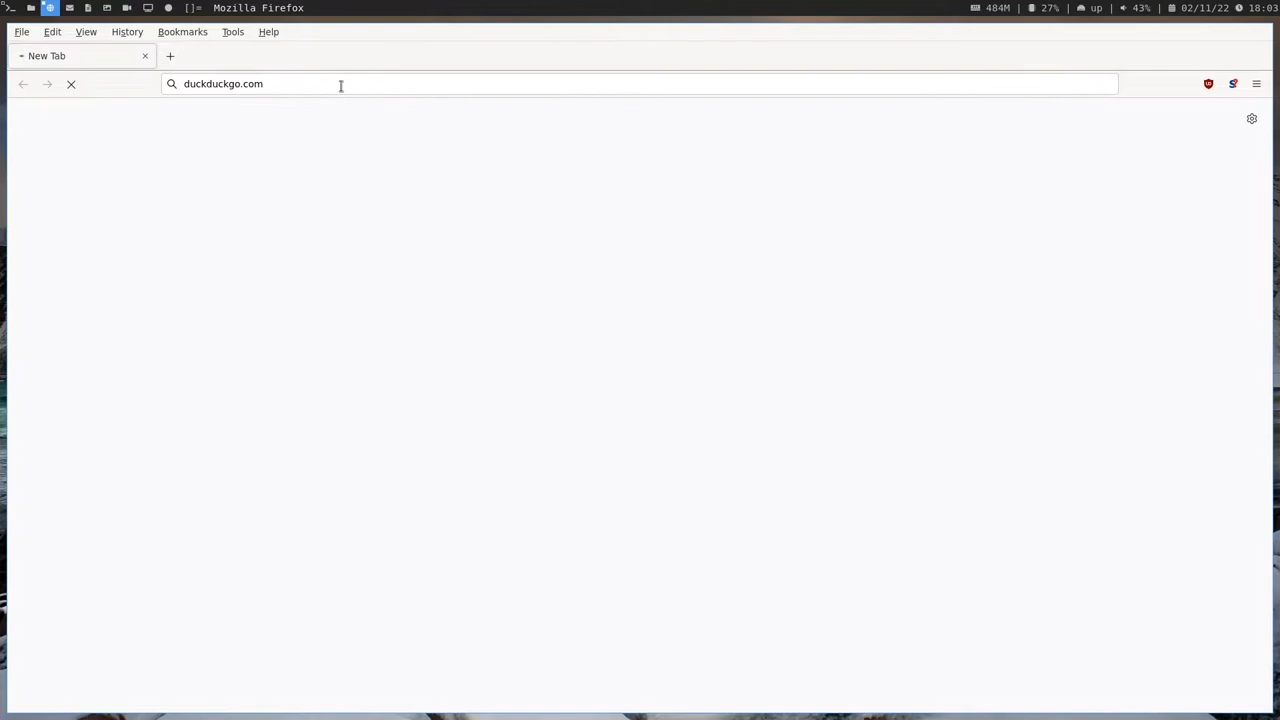 []= Mozilla Firefox 484M | 27% | up | 43% | 02/11/22 18:03
File Edit View History Bookmarks Tools Help
New Tab
duckduckgo.com